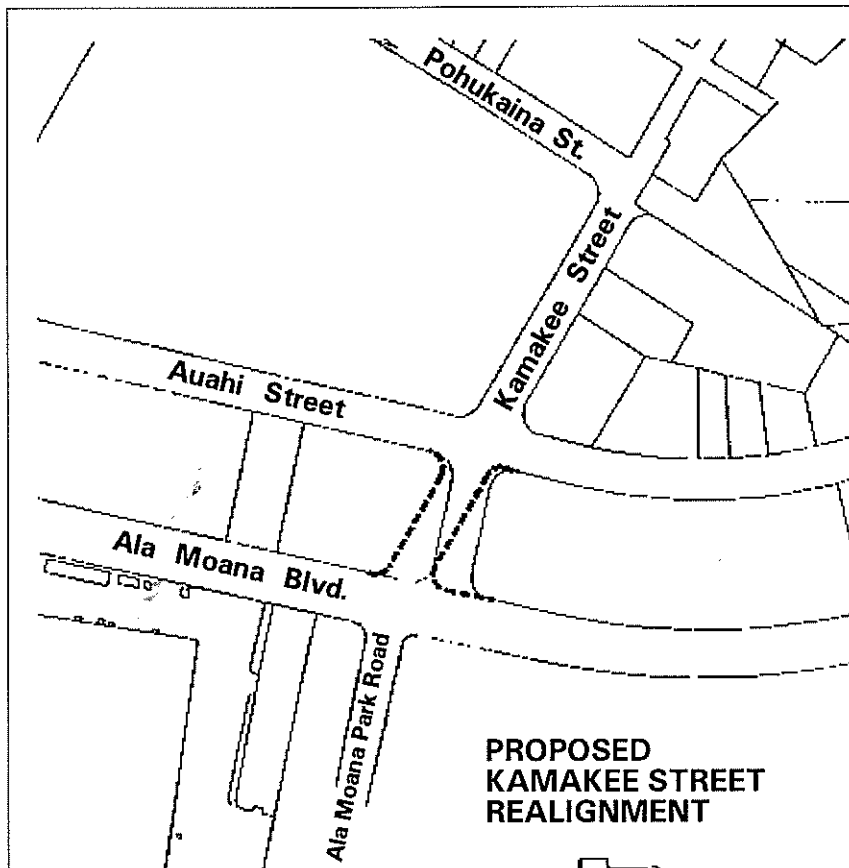 Pohukaina St.
Kamakee Street
Auahi Street
Ala Moana Blvd.
Ala Moana Park Road
PROPOSED
KAMAKEE STREET
REALIGNMENT